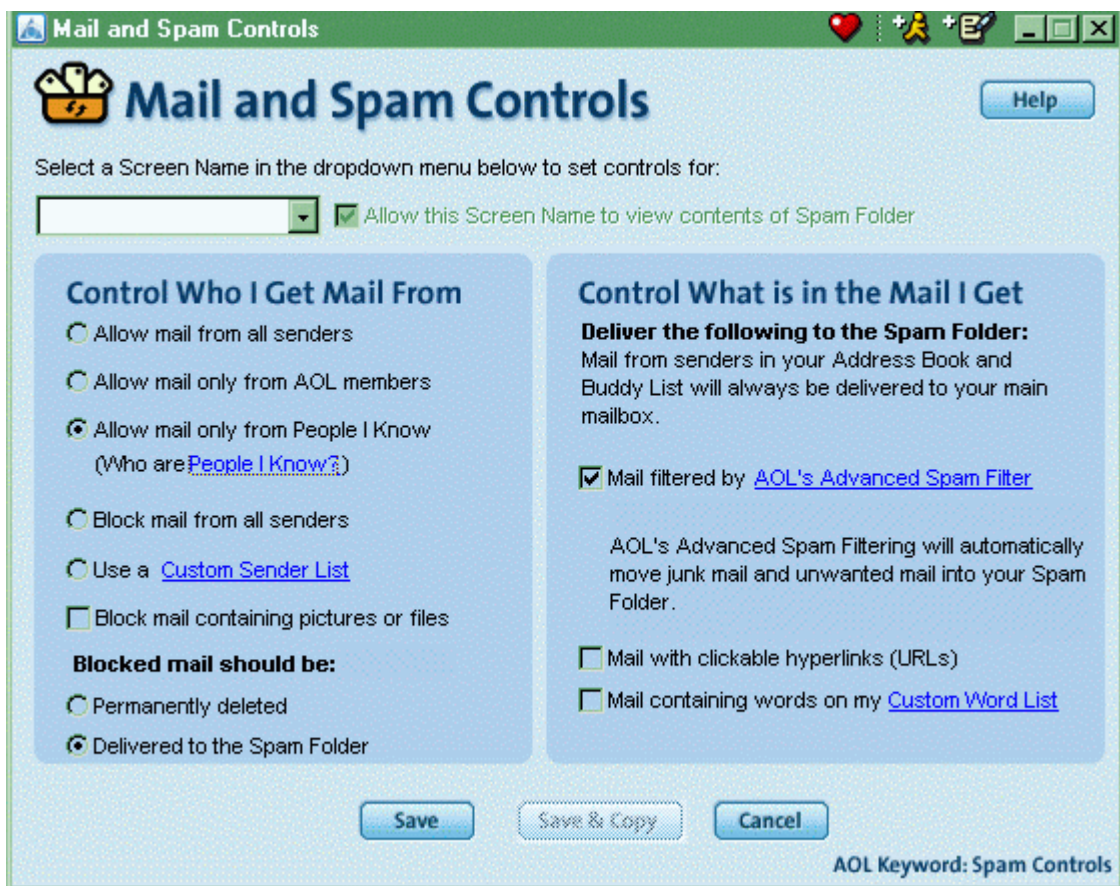 Mail and Spam Controls
Mail and Spam Controls
Help
Select a Screen Name in the dropdown menu below to set controls for:
Allow this Screen Name to view contents of Spam Folder
Control Who I Get Mail From
Allow mail from all senders
Allow mail only from AOL members
Allow mail only from People I Know
(Who are People I Know?)
Block mail from all senders
Use a Custom Sender List
Block mail containing pictures or files
Blocked mail should be:
Permanently deleted
Delivered to the Spam Folder
Control What is in the Mail I Get
Deliver the following to the Spam Folder:
Mail from senders in your Address Book and
Buddy List will always be delivered to your main
mailbox.
Mail filtered by AOL's Advanced Spam Filter
AOL's Advanced Spam Filtering will automatically
move junk mail and unwanted mail into your Spam
Folder.
Mail with clickable hyperlinks (URLs)
Mail containing words on my Custom Word List
Save
Save & Copy
Cancel
AOL Keyword: Spam Controls